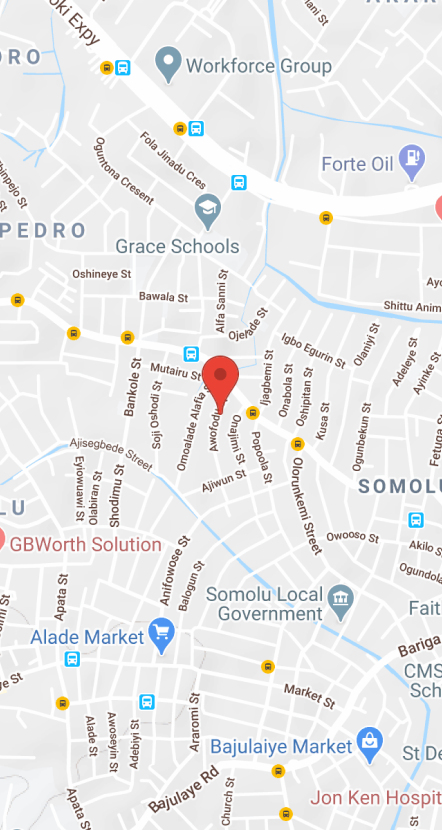 oki Expy
DRO
Workforce Group
Fola Jinadu Cres
Oguntona Cresent
Forte Oil
PEDRO
Grace Schools
Oshineye St
Bawala St
Alfa Sanni St
Ojerade St
Shittu Anim
Igbo Egurin St
Olaniyi St
Adeleye St
Ayinke St
Mutairu St
Bankole St
Soji Oshodi St
Omoalade Alafia
Awofodu
Onajimi St
Ijagbemi St
Popoola St
Onabola St
Oshipitan St
Kusa St
Ogunbekun St
Fetuga St
Ajisegbede Street
Eyiowuawi St
Olabiran St
Shodimu St
Ajiwun St
Olorunkemi Street
SOMOLU
LU
GBWorth Solution
Owooso St
Akilo S
Ogundola
Anifowose St
Balogun St
Apata St
Somolu Local
Government
Faith
Alade Market
Bariga
CMS
Sch
Market St
Alade St
Awoseyin St
Adebiyi St
Araromi St
Bajulaiye Market
St De
Bajulaye Rd
Church St
Apata St
Jon Ken Hospit